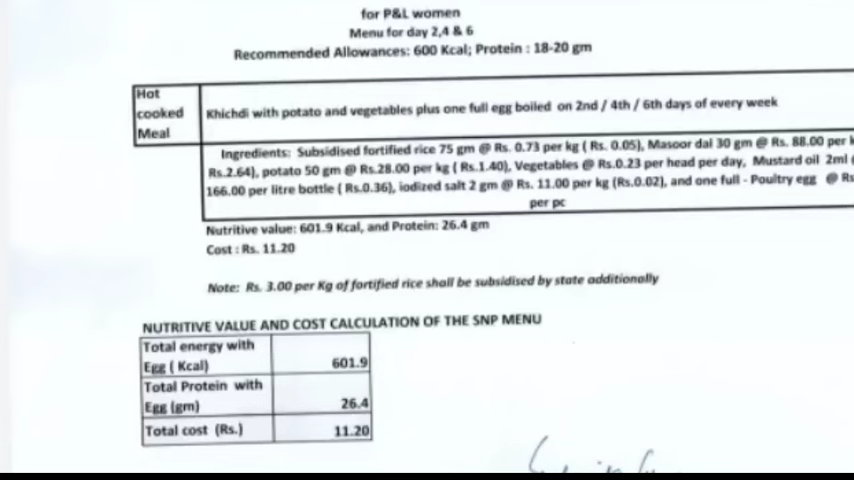 for P&L women
Menu for day 2,4 & 6
Recommended Allowances: 600 Kcal; Protein : 18-20 gm
Hot cooked Meal
Khichdi with potato and vegetables plus one full egg boiled on 2nd / 4th / 6th days of every week
Ingredients: Subsidised fortified rice 75 gm @ Rs. 0.73 per kg ( Rs. 0.05), Masoor dal 30 gm @ Rs. 88.00 per
Rs.2.64), potato 50 gm @ Rs.28.00 per kg ( Rs.1.40), Vegetables @ Rs.0.23 per head per day, Mustard oil 2ml
166.00 per litre bottle ( Rs.0.36), iodized salt 2 gm @ Rs. 11.00 per kg (Rs.0.02), and one full - Poultry egg @ Rs
per pc
Nutritive value: 601.9 Kcal, and Protein: 26.4 gm
Cost : Rs. 11.20
Note: Rs. 3.00 per Kg of fortified rice shall be subsidised by state additionally
NUTRITIVE VALUE AND COST CALCULATION OF THE SNP MENU
Total energy with Egg ( Kcal) 601.9
Total Protein with Egg (gm) 26.4
Total cost (Rs.) 11.20